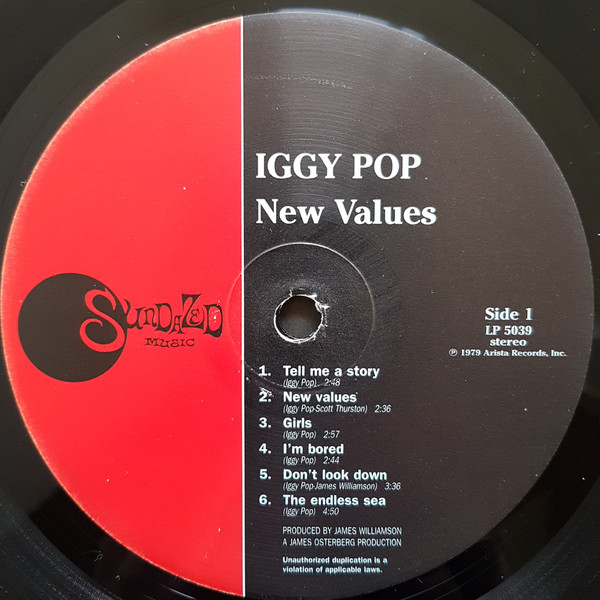 IGGY POP
New Values
SUNDAZED
MUSIC
Side 1
LP 5039
stereo
℗ 1979 Arista Records, Inc.
1. Tell me a story
(Iggy Pop) 2:48
2. New values
(Iggy Pop-Scott Thurston) 2:36
3. Girls
(Iggy Pop) 2:57
4. I'm bored
(Iggy Pop) 2:44
5. Don't look down
(Iggy Pop-James Williamson) 3:36
6. The endless sea
(Iggy Pop) 4:50
PRODUCED BY JAMES WILLIAMSON
A JAMES OSTERBERG PRODUCTION
Unauthorized duplication is a
violation of applicable laws.